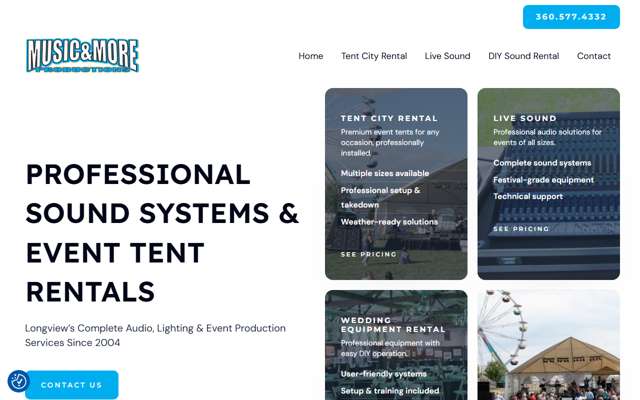 360.577.4332
MUSIC&MORE
PRODUCTIONS
Home
Tent City Rental
Live Sound
DIY Sound Rental
Contact
PROFESSIONAL
SOUND SYSTEMS &
EVENT TENT
RENTALS
Longview's Complete Audio, Lighting & Event Production
Services Since 2004
CONTACT US
TENT CITY RENTAL
Premium event tents for any
occasion, professionally
installed.
Multiple sizes available
Professional setup &
takedown
Weather-ready solutions
SEE PRICING
LIVE SOUND
Professional audio solutions for
events of all sizes.
Complete sound systems
Festival-grade equipment
Technical support
SEE PRICING
WEDDING
EQUIPMENT RENTAL
Professional equipment with
easy DIY operation.
User-friendly systems
Setup & training included